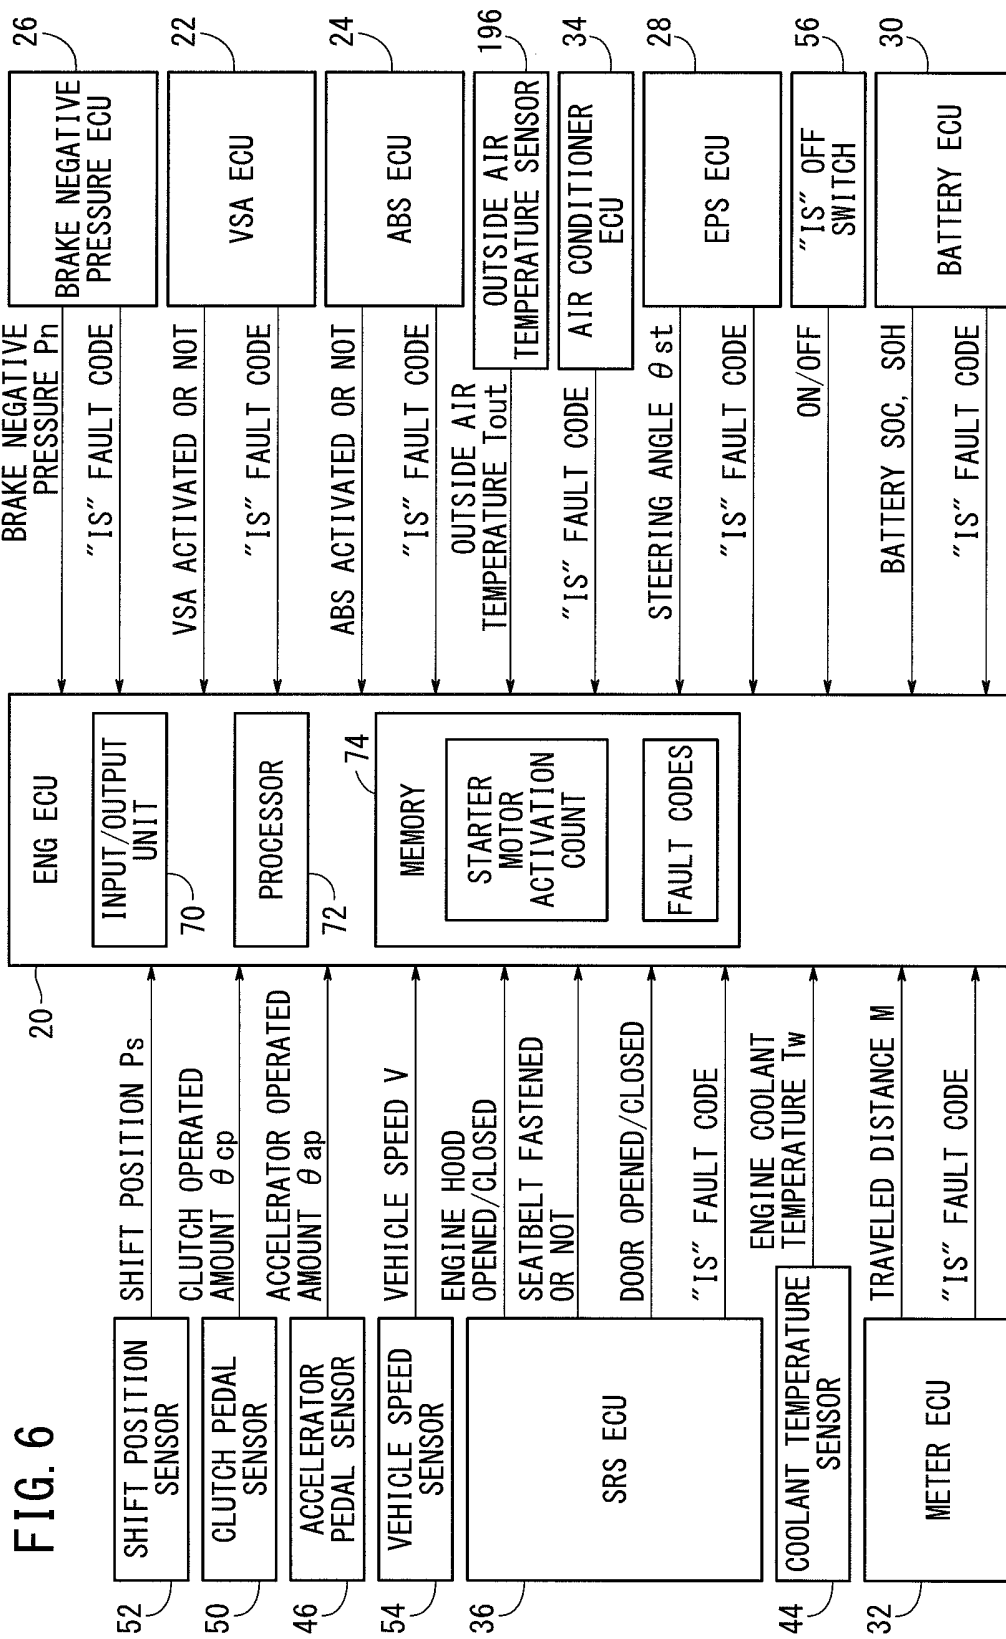 FIG. 6
52
SHIFT POSITION
SENSOR
SHIFT POSITION Ps
50
CLUTCH PEDAL
SENSOR
CLUTCH OPERATED
AMOUNT θcp
46
ACCELERATOR
PEDAL SENSOR
ACCELERATOR OPERATED
AMOUNT θap
54
VEHICLE SPEED
SENSOR
VEHICLE SPEED V
36
SRS ECU
ENGINE HOOD
OPENED/CLOSED
SEATBELT FASTENED
OR NOT
DOOR OPENED/CLOSED
"IS" FAULT CODE
44
COOLANT TEMPERATURE
SENSOR
ENGINE COOLANT
TEMPERATURE Tw
32
METER ECU
TRAVELED DISTANCE M
"IS" FAULT CODE
20
ENG ECU
INPUT/OUTPUT
UNIT
70
PROCESSOR
72
74
MEMORY
STARTER
MOTOR
ACTIVATION
COUNT
FAULT CODES
BRAKE NEGATIVE
PRESSURE Pn
"IS" FAULT CODE
BRAKE NEGATIVE
PRESSURE ECU
26
VSA ACTIVATED OR NOT
"IS" FAULT CODE
VSA ECU
22
ABS ACTIVATED OR NOT
"IS" FAULT CODE
ABS ECU
24
OUTSIDE AIR
TEMPERATURE Tout
OUTSIDE AIR
TEMPERATURE SENSOR
196
"IS" FAULT CODE
AIR CONDITIONER
ECU
34
STEERING ANGLE θst
"IS" FAULT CODE
EPS ECU
28
ON/OFF
"IS" OFF
SWITCH
56
BATTERY SOC, SOH
"IS" FAULT CODE
BATTERY ECU
30